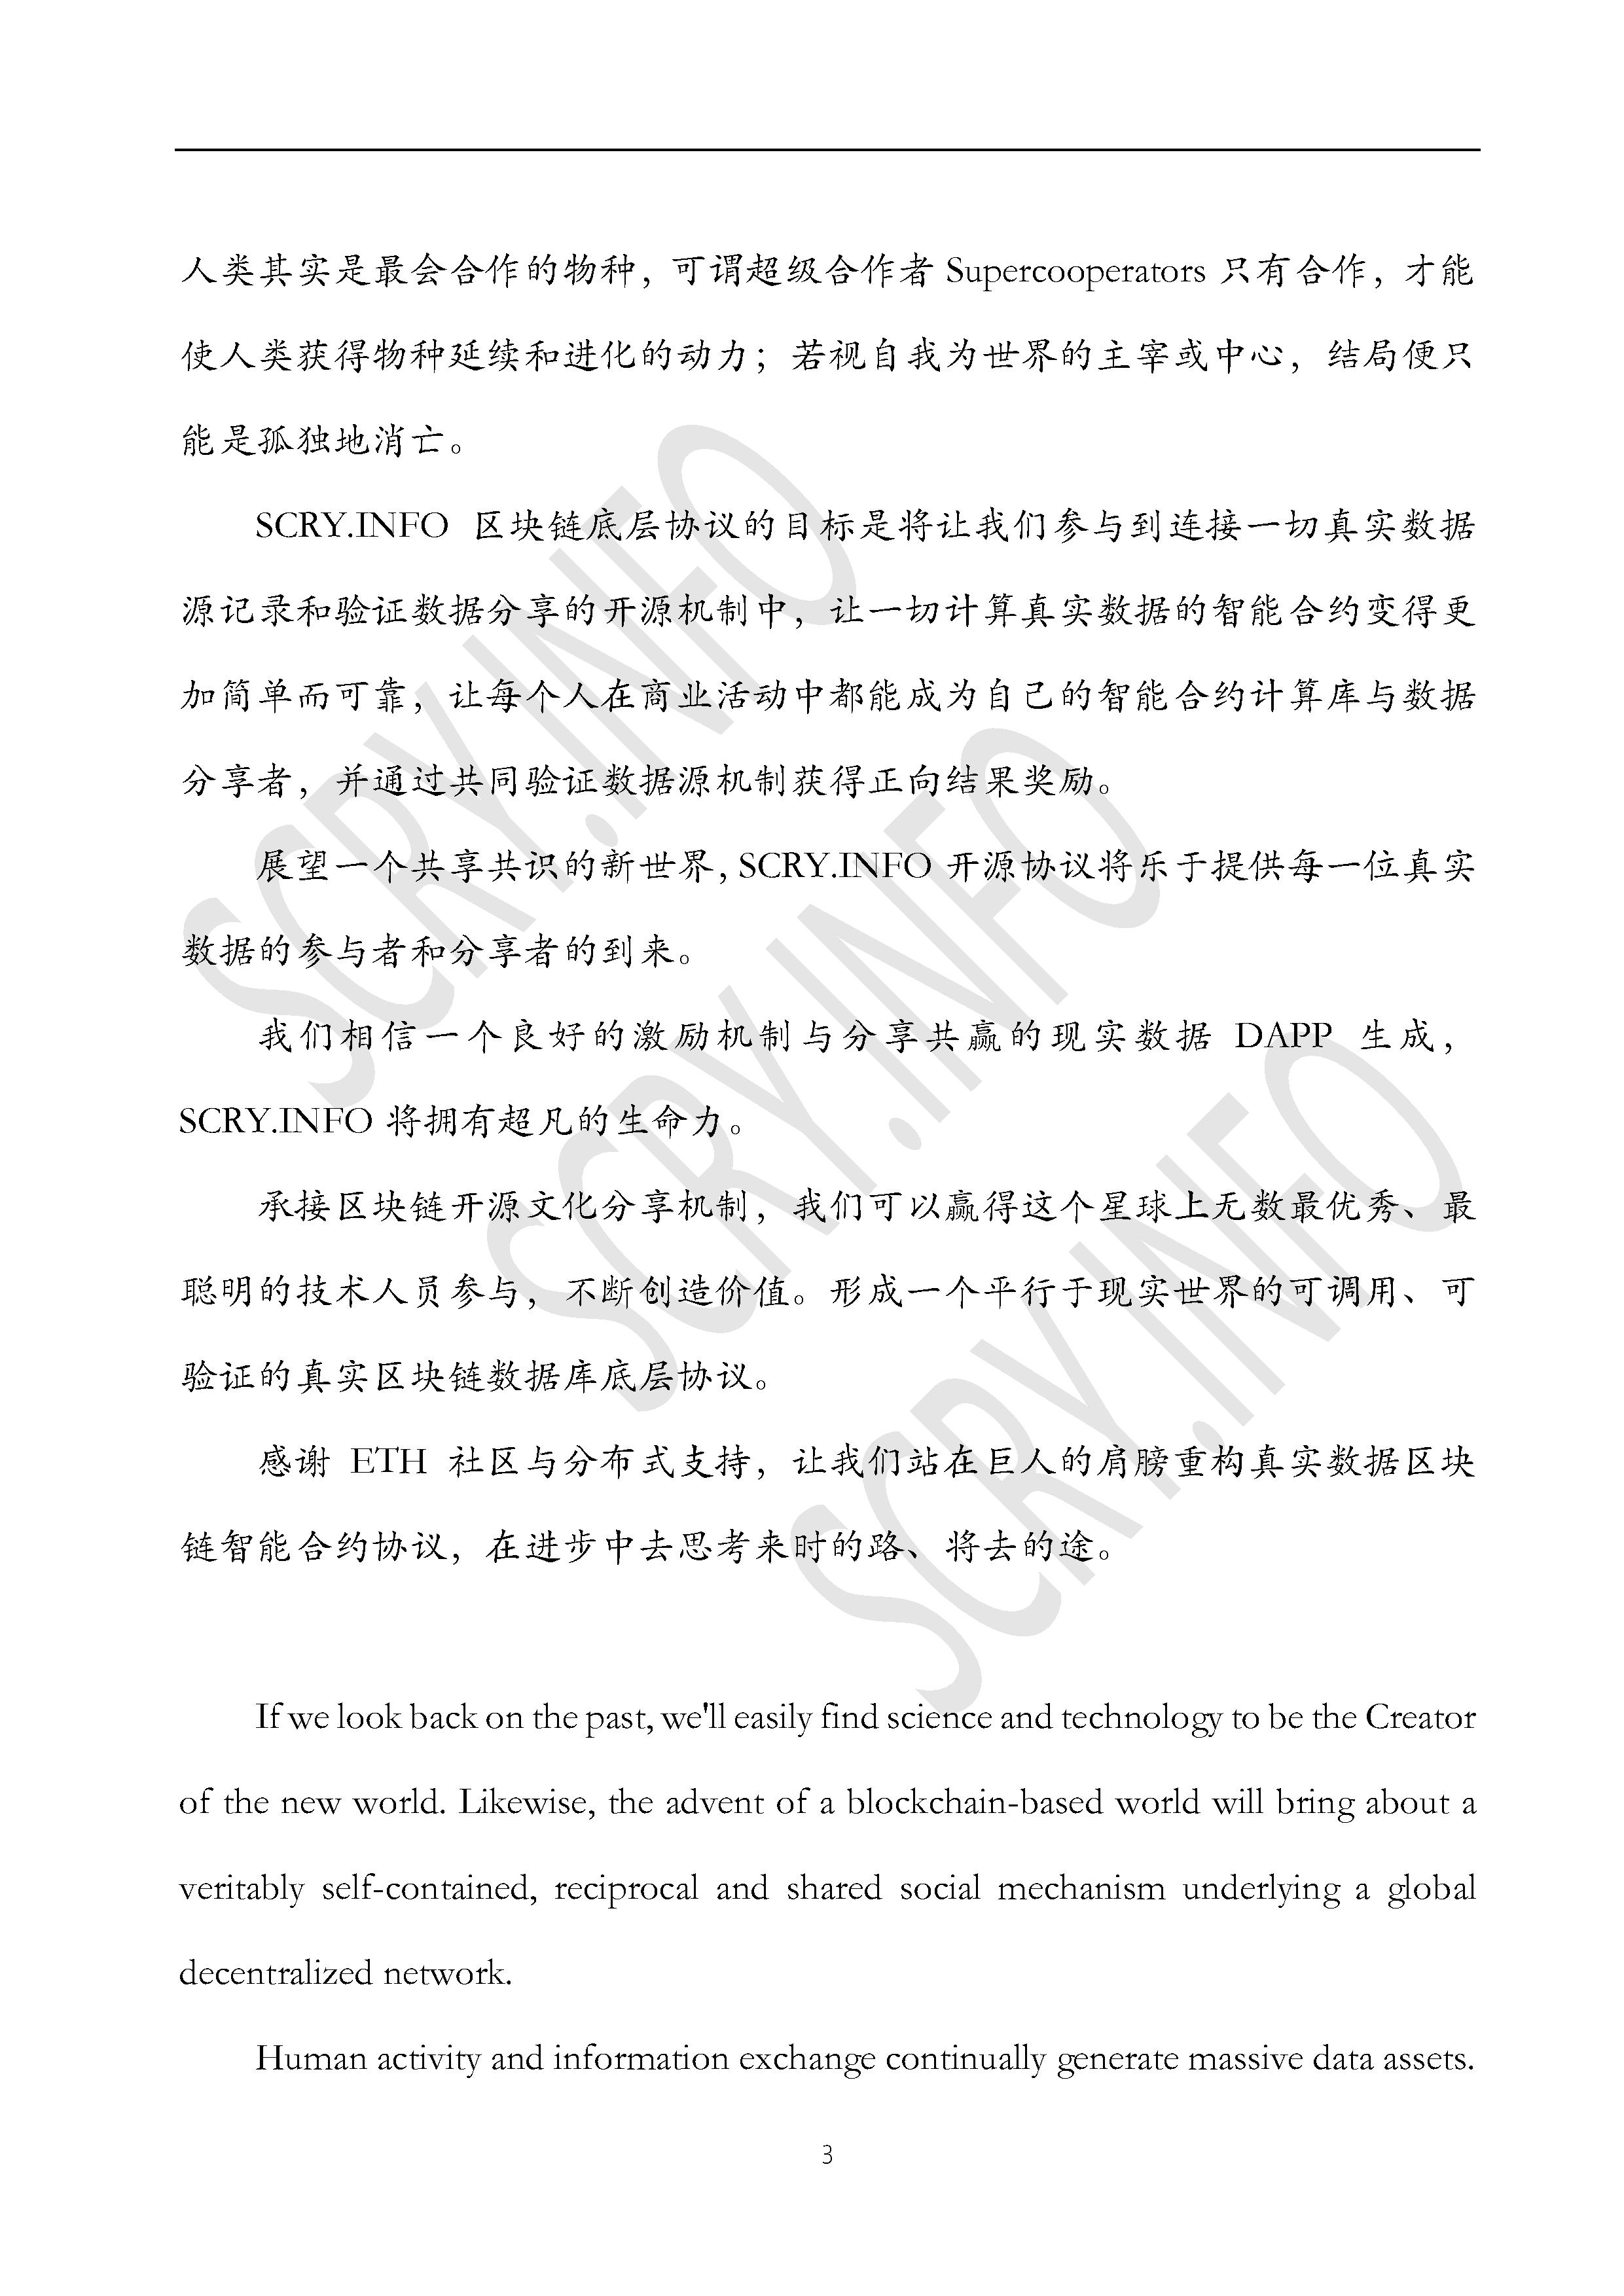 人类其实是最会合作的物种，可谓超级合作者 Supercooperators 只有合作，才能
使人类获得物种延续和进化的动力；若视自我为世界的主宰或中心，结局便只
能是孤独地消亡。
SCRY.INFO 区块链底层协议的目标是将让我们参与到连接一切真实数据
源记录和验证数据分享的开源机制中，让一切计算真实数据的智能合约变得更
加简单而可靠，让每个人在商业活动中都能成为自己的智能合约计算库与数据
分享者，并通过共同验证数据源机制获得正向结果奖励。
展望一个共享共识的新世界，SCRY.INFO 开源协议将乐于提供每一位真实
数据的参与者和分享者的到来。
我们相信一个良好的激励机制与分享共赢的现实数据 DAPP 生成，
SCRY.INFO 将拥有超凡的生命力。
承接区块链开源文化分享机制，我们可以赢得这个星球上无数最优秀、最
聪明的技术人员参与，不断创造价值。形成一个平行于现实世界的可调用、可
验证的真实区块链数据库底层协议。
感谢 ETH 社区与分布式支持，让我们站在巨人的肩膀重构真实数据区块
链智能合约协议，在进步中去思考来时的路、将去的途。
If we look back on the past, we'll easily find science and technology to be the Creator
of the new world. Likewise, the advent of a blockchain-based world will bring about a
veritably self-contained, reciprocal and shared social mechanism underlying a global
decentralized network.
Human activity and information exchange continually generate massive data assets.
3
SCRY.INFO
SCRY.INFO
SCRY.INFO